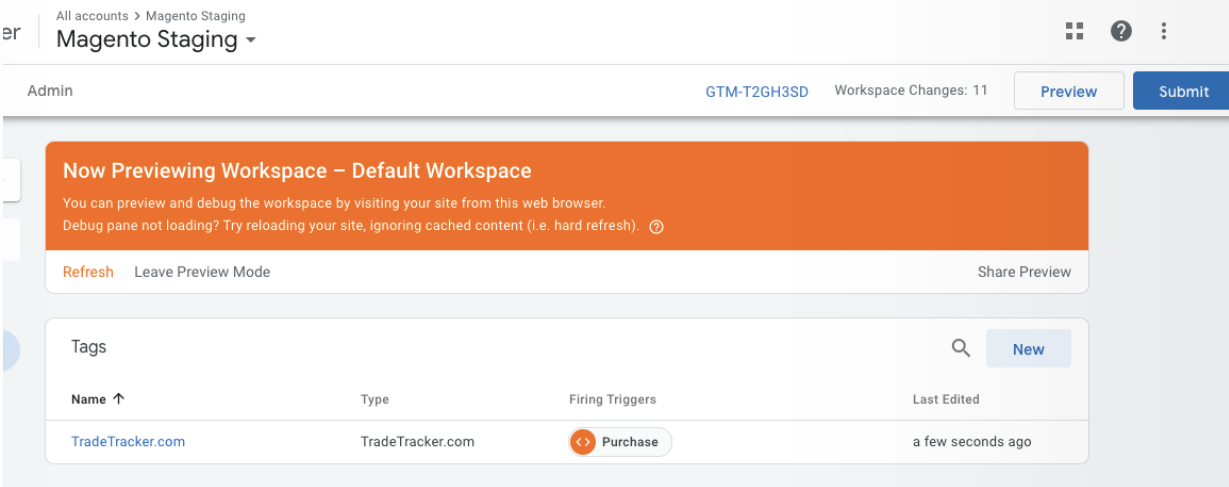 er
All accounts > Magento Staging
Magento Staging
Admin
GTM-T2GH3SD
Workspace Changes: 11
Preview
Submit
Now Previewing Workspace – Default Workspace
You can preview and debug the workspace by visiting your site from this web browser.
Debug pane not loading? Try reloading your site, ignoring cached content (i.e. hard refresh).
Refresh Leave Preview Mode Share Preview
Tags
New
Name Type Firing Triggers Last Edited
TradeTracker.com TradeTracker.com Purchase a few seconds ago